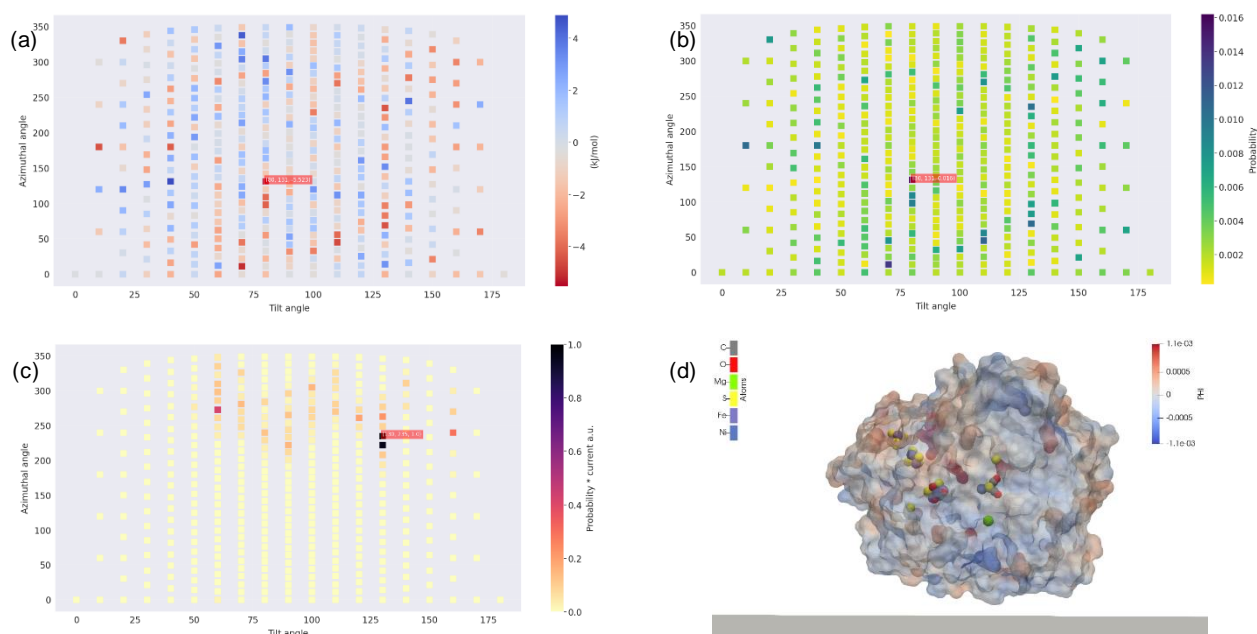 (a)
350
300
250
200
150
100
50
0
Azimuthal angle
0 25 50 75 100 125 150 175
Tilt angle
4
2
0
−2
−4
(kJ/mol)
(b)
350
300
250
200
150
100
50
0
Azimuthal angle
0 25 50 75 100 125 150 175
Tilt angle
0.016
0.014
0.012
0.010
0.008
0.006
0.004
0.002
Probability
(c)
350
300
250
200
150
100
50
0
Azimuthal angle
0 25 50 75 100 125 150 175
Tilt angle
1.0
0.8
0.6
0.4
0.2
0.0
Probability * current a.u.
(d)
C
O
Mg
S
Fe
Ni
Atoms
1.1e-03
0.0005
0
-0.0005
-1.1e-03
PHI